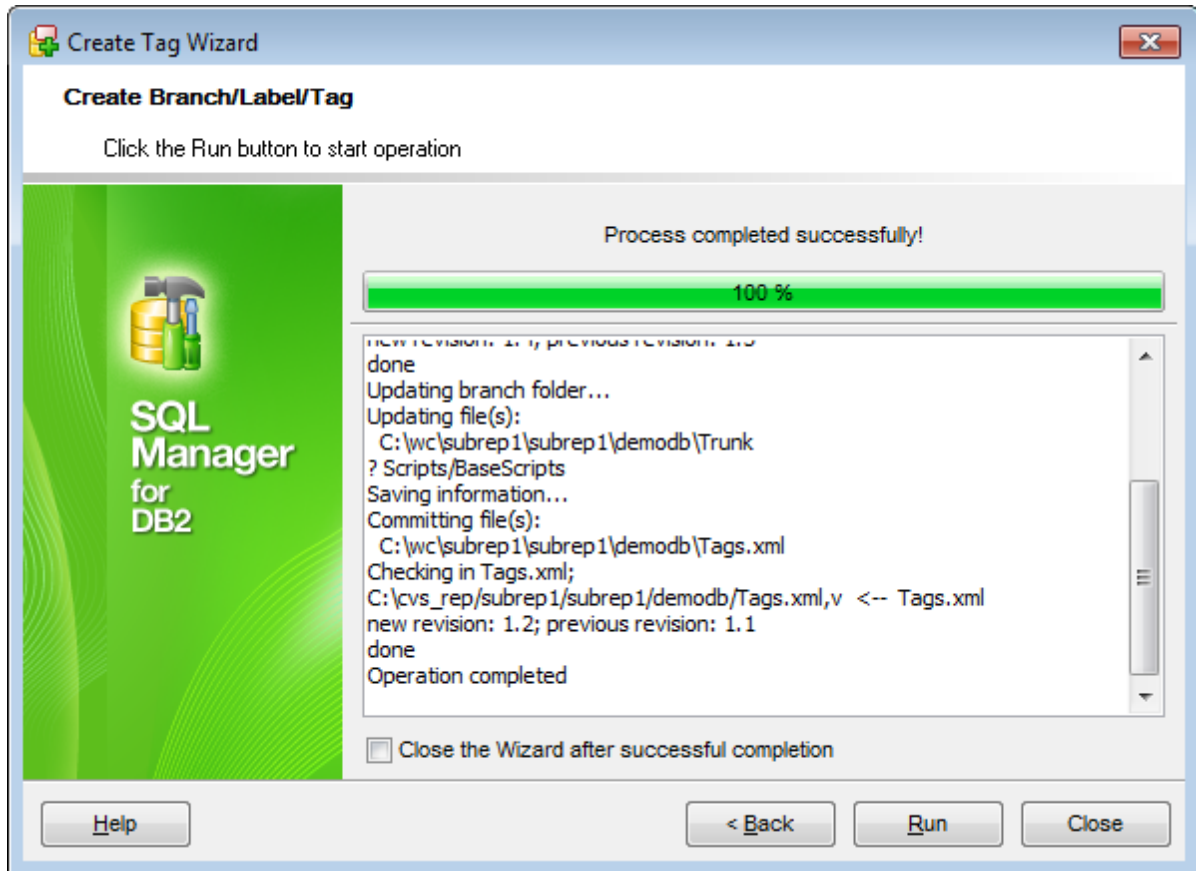 Create Tag Wizard
Create Branch/Label/Tag
Click the Run button to start operation
SQL
Manager
for
DB2
Process completed successfully!
100 %
new revision: previous revision:
done
Updating branch folder...
Updating file(s):
C:\wc\subrep1\subrep1\demodb\Trunk
? Scripts/BaseScripts
Saving information...
Committing file(s):
C:\wc\subrep1\subrep1\demodb\Tags.xml
Checking in Tags.xml;
C:\cvs_rep/subrep1/subrep1/demodb/Tags.xml,v <-- Tags.xml
new revision: 1.2; previous revision: 1.1
done
Operation completed
Close the Wizard after successful completion
Help
< Back
Run
Close